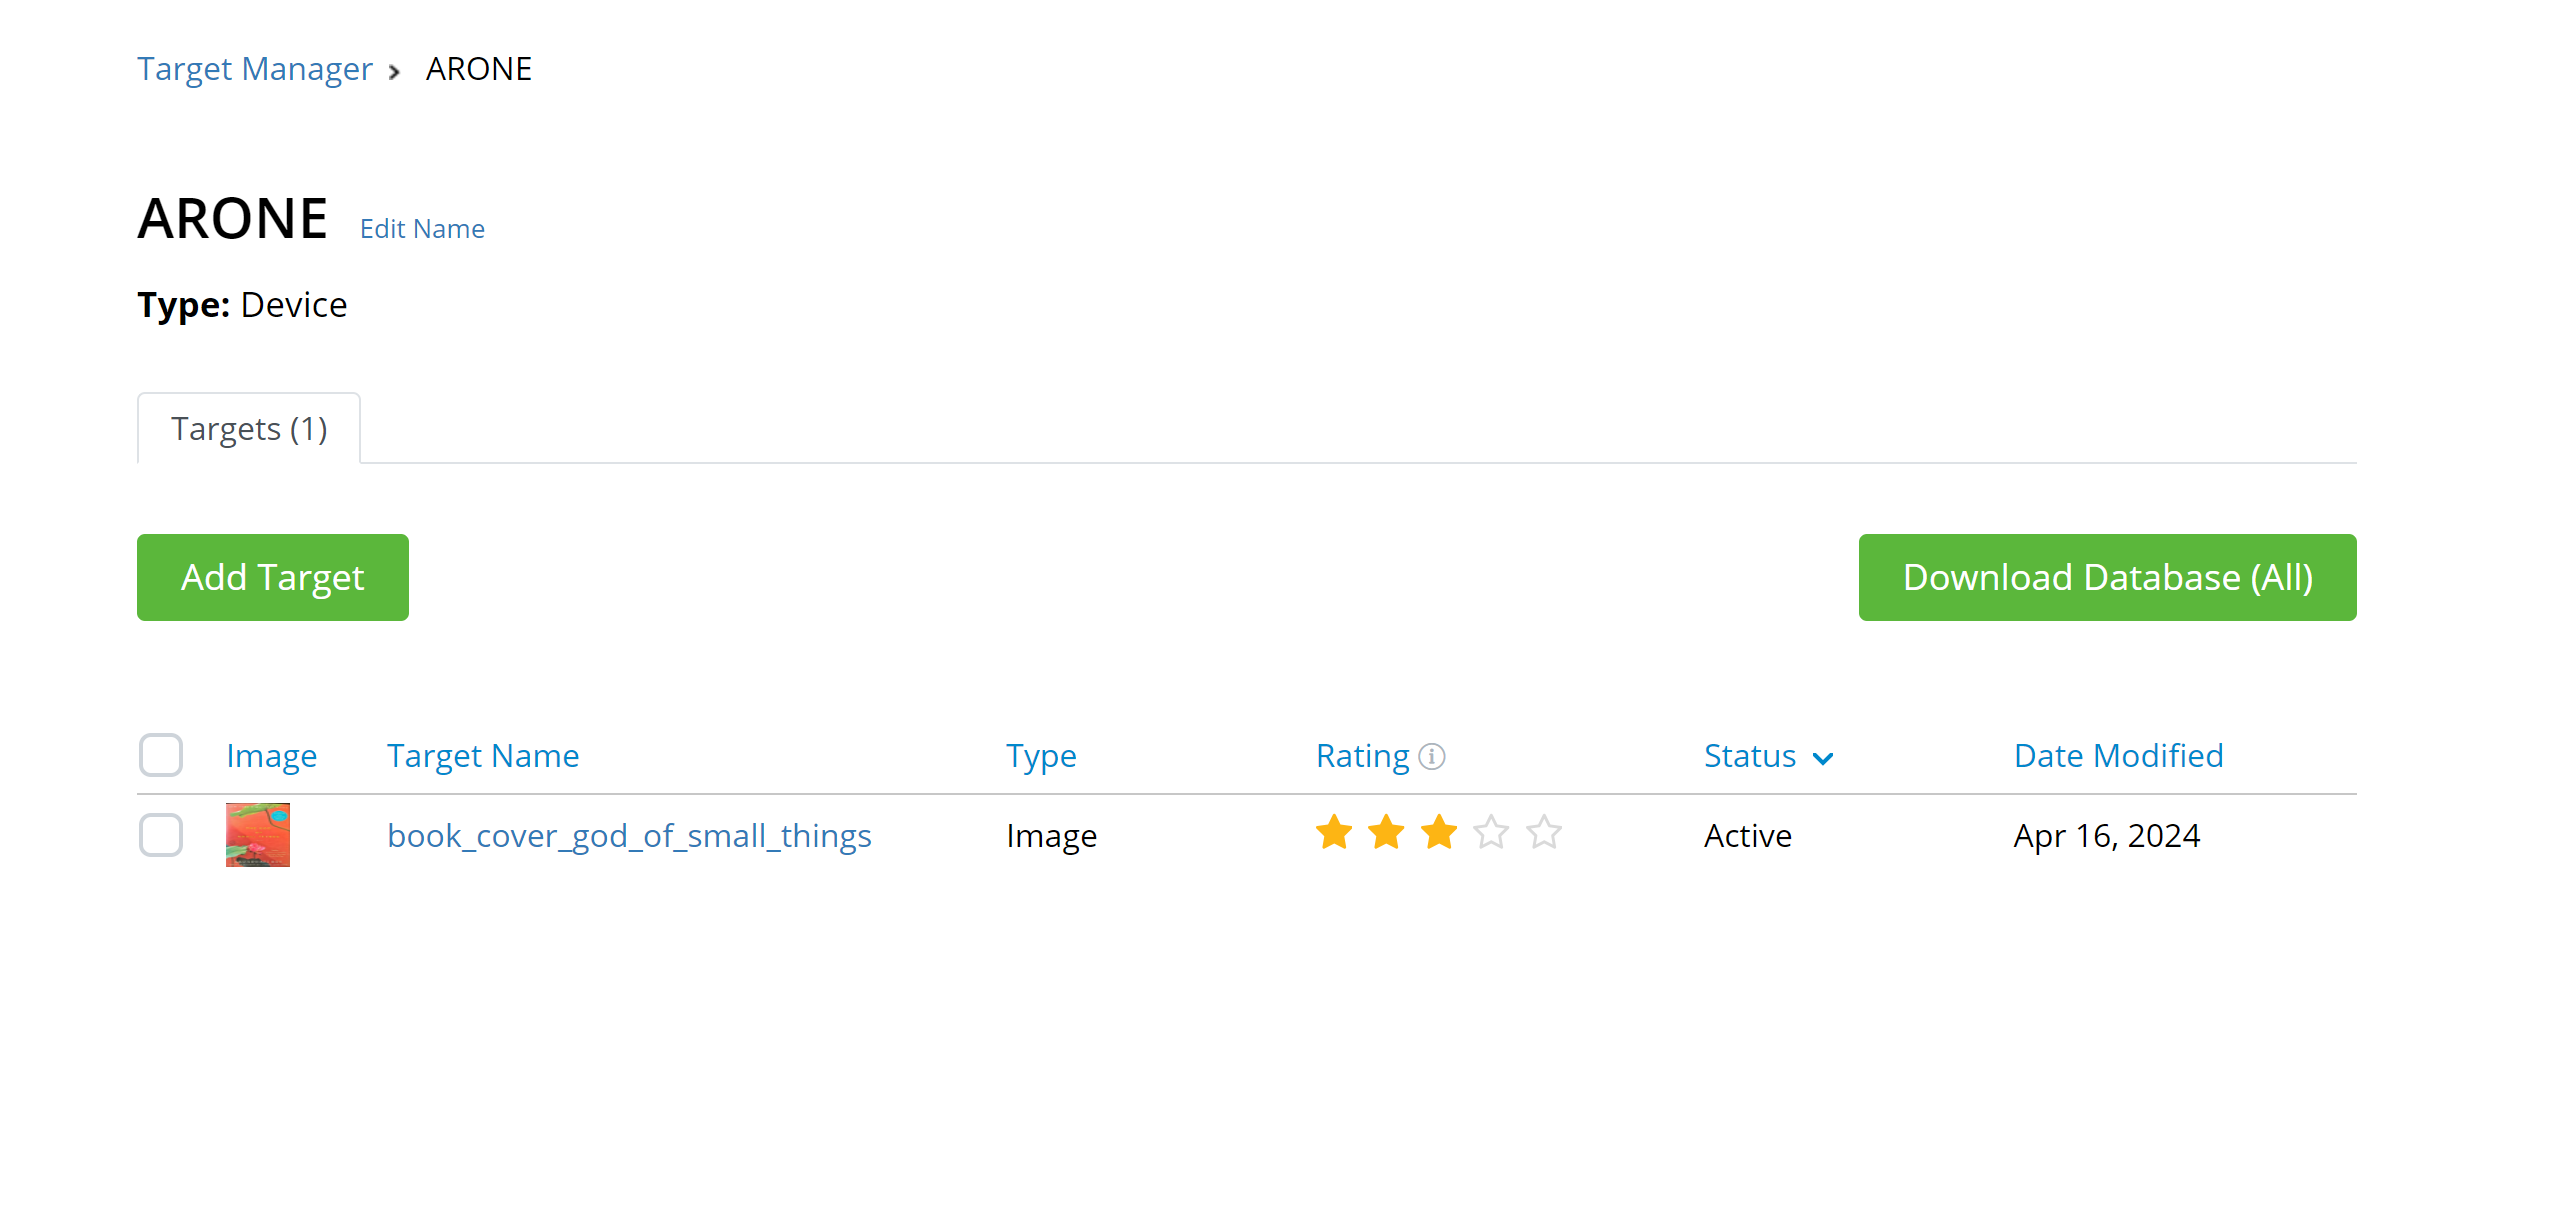 Target Manager › ARONE
ARONE Edit Name
Type: Device
Targets (1)
Add Target Download Database (All)
Image Target Name Type Rating Status Date Modified
book_cover_god_of_small_things Image Active Apr 16, 2024